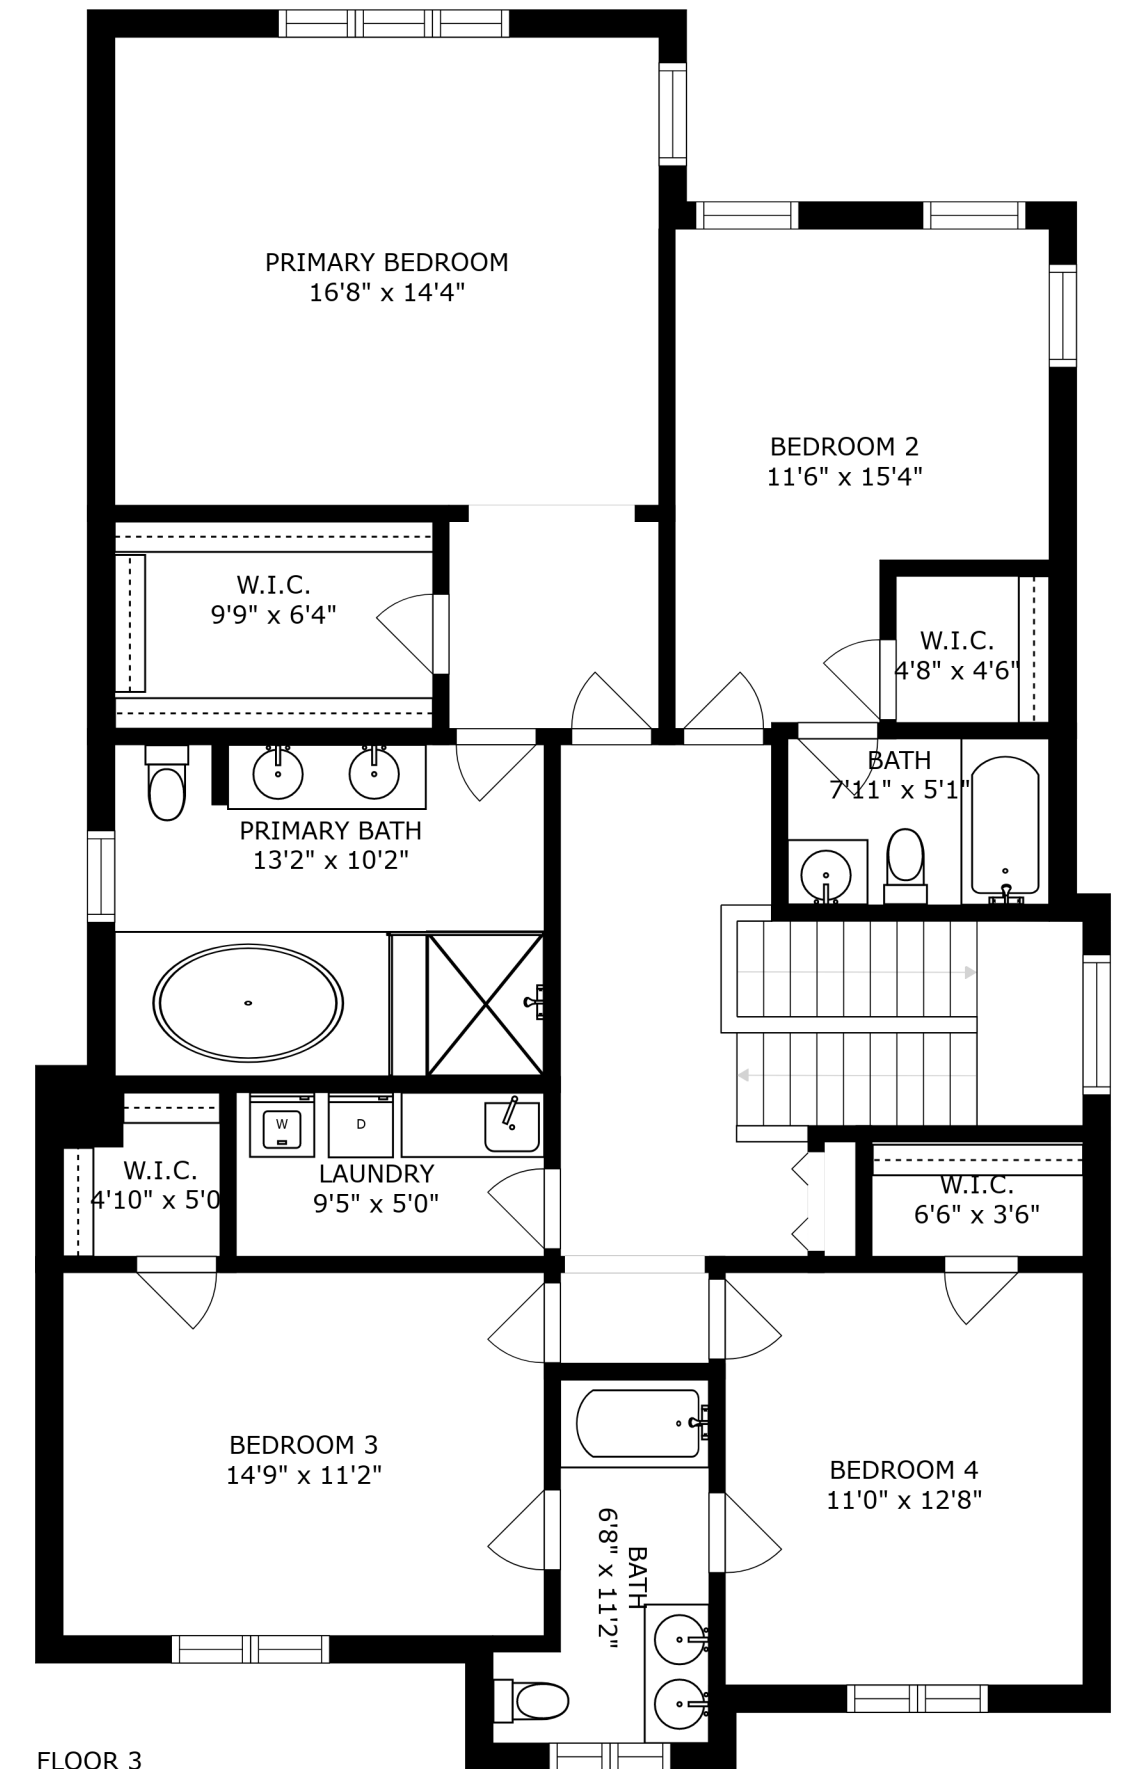 PRIMARY BEDROOM
16'8" x 14'4"
BEDROOM 2
11'6" x 15'4"
W.I.C.
9'9" x 6'4"
W.I.C.
4'8" x 4'6"
BATH
7'11" x 5'1"
PRIMARY BATH
13'2" x 10'2"
W
D
W.I.C.
4'10" x 5'0
LAUNDRY
9'5" x 5'0"
W.I.C.
6'6" x 3'6"
BEDROOM 3
14'9" x 11'2"
BEDROOM 4
11'0" x 12'8"
BATH
6'8" x 11'2"
FLOOR 3